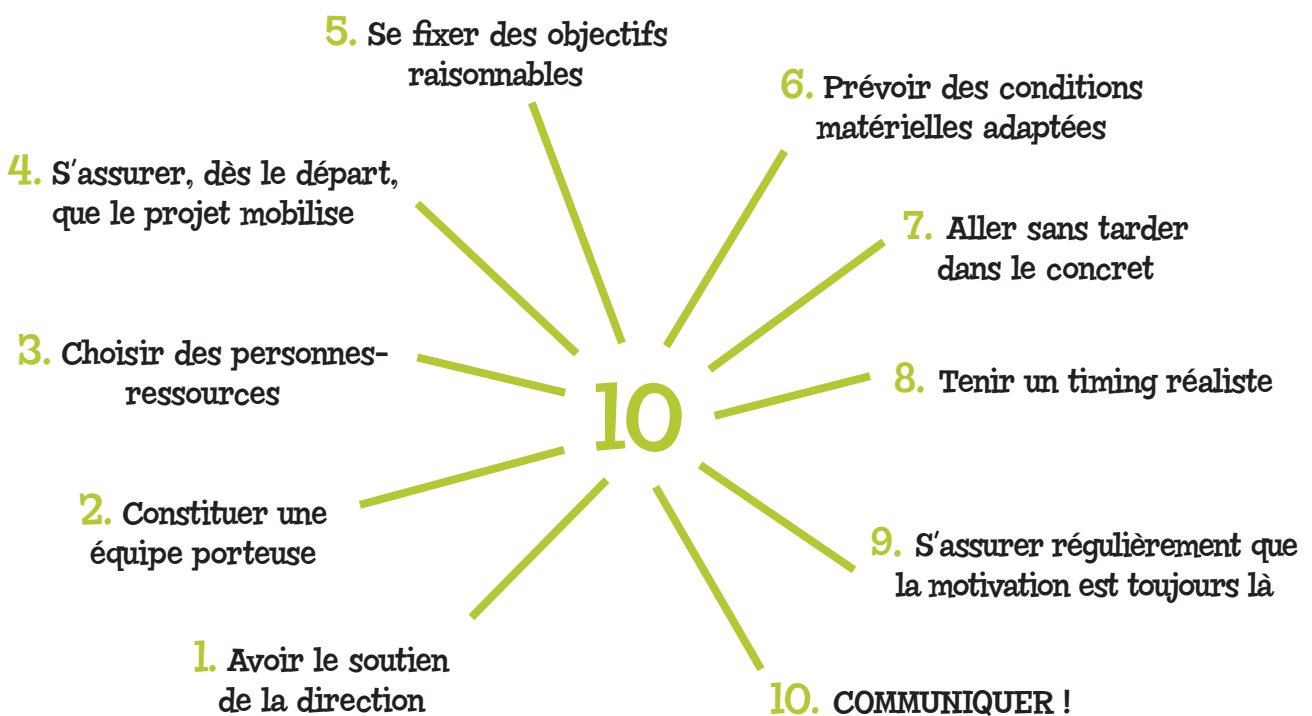 5. Se fixer des objectifs
raisonnables
6. Prévoir des conditions
matérielles adaptées
4. S'assurer, dès le départ,
que le projet mobilise
7. Aller sans tarder
dans le concret
3. Choisir des personnes-
ressources
10
8. Tenir un timing réaliste
2. Constituer une
équipe porteuse
9. S'assurer régulièrement que
la motivation est toujours là
1. Avoir le soutien
de la direction
10. COMMUNIQUER !